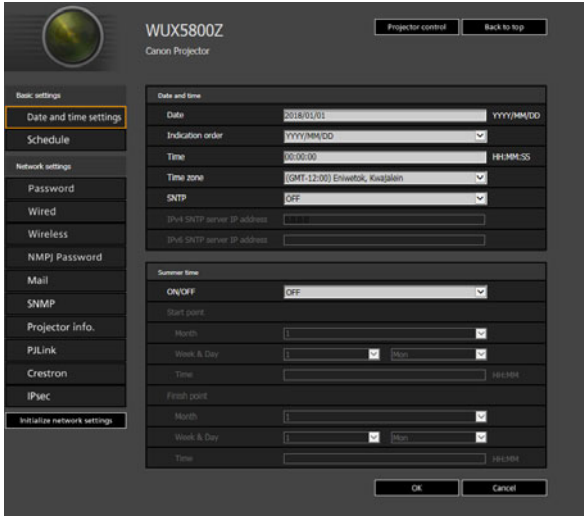 WUX5800Z
Canon Projector
Projector control
Back to top
Basic settings
Date and time settings
Schedule
Network settings
Password
Wired
Wireless
NMPJ Password
Mail
SNMP
Projector info.
PJLink
Crestron
IPsec
Initialize network settings
Date and time
Date 2018/01/01 YYYY/MM/DD
Indication order YYYY/MM/DD
Time 00:00:00 HH:MM:SS
Time zone (GMT-12:00) Eniwetok, Kwajalein
SNTP OFF
IPv4 SNTP server IP address
IPv6 SNTP server IP address
Summer time
ON/OFF OFF
Start point
Month 1
Week & Day 1 Mon
Time HH:MM
Finish point
Month 1
Week & Day 1 Mon
Time HH:MM
OK
Cancel